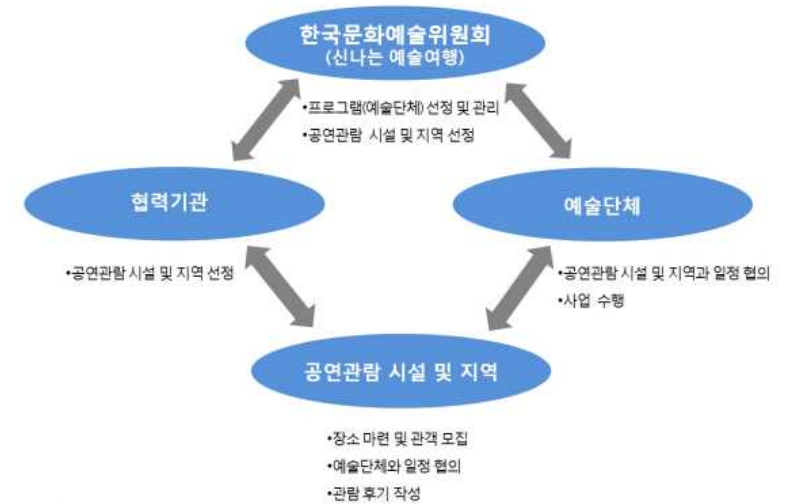 한국문화예술위원회
(신나는 예술여행)
•프로그램(예술단체) 선정 및 관리
•공연관람 시설 및 지역 선정
협력기관
예술단체
•공연관람 시설 및 지역 선정
•공연관람 시설 및 지역과 일정 협의
•사업 수행
공연관람 시설 및 지역
•장소 마련 및 관객 모집
•예술단체와 일정 협의
•관람 후기 작성